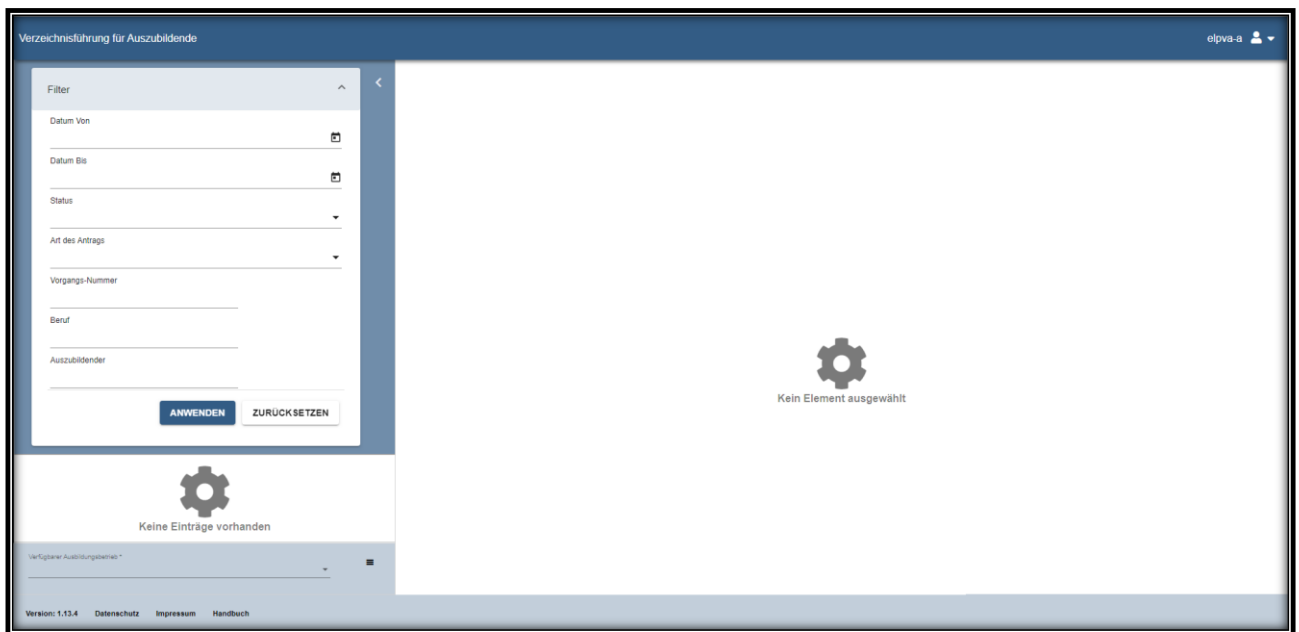 Verzeichnisführung für Auszubildende
elpva-a
Filter
Datum Von
Datum Bis
Status
Art des Antrags
Vorgangs-Nummer
Beruf
Auszubildender
ANWENDEN ZURÜCKSETZEN
Keine Einträge vorhanden
Kein Element ausgewählt
Verfügbarer Ausbildungsbetrieb *
Version: 1.13.4 Datenschutz Impressum Handbuch